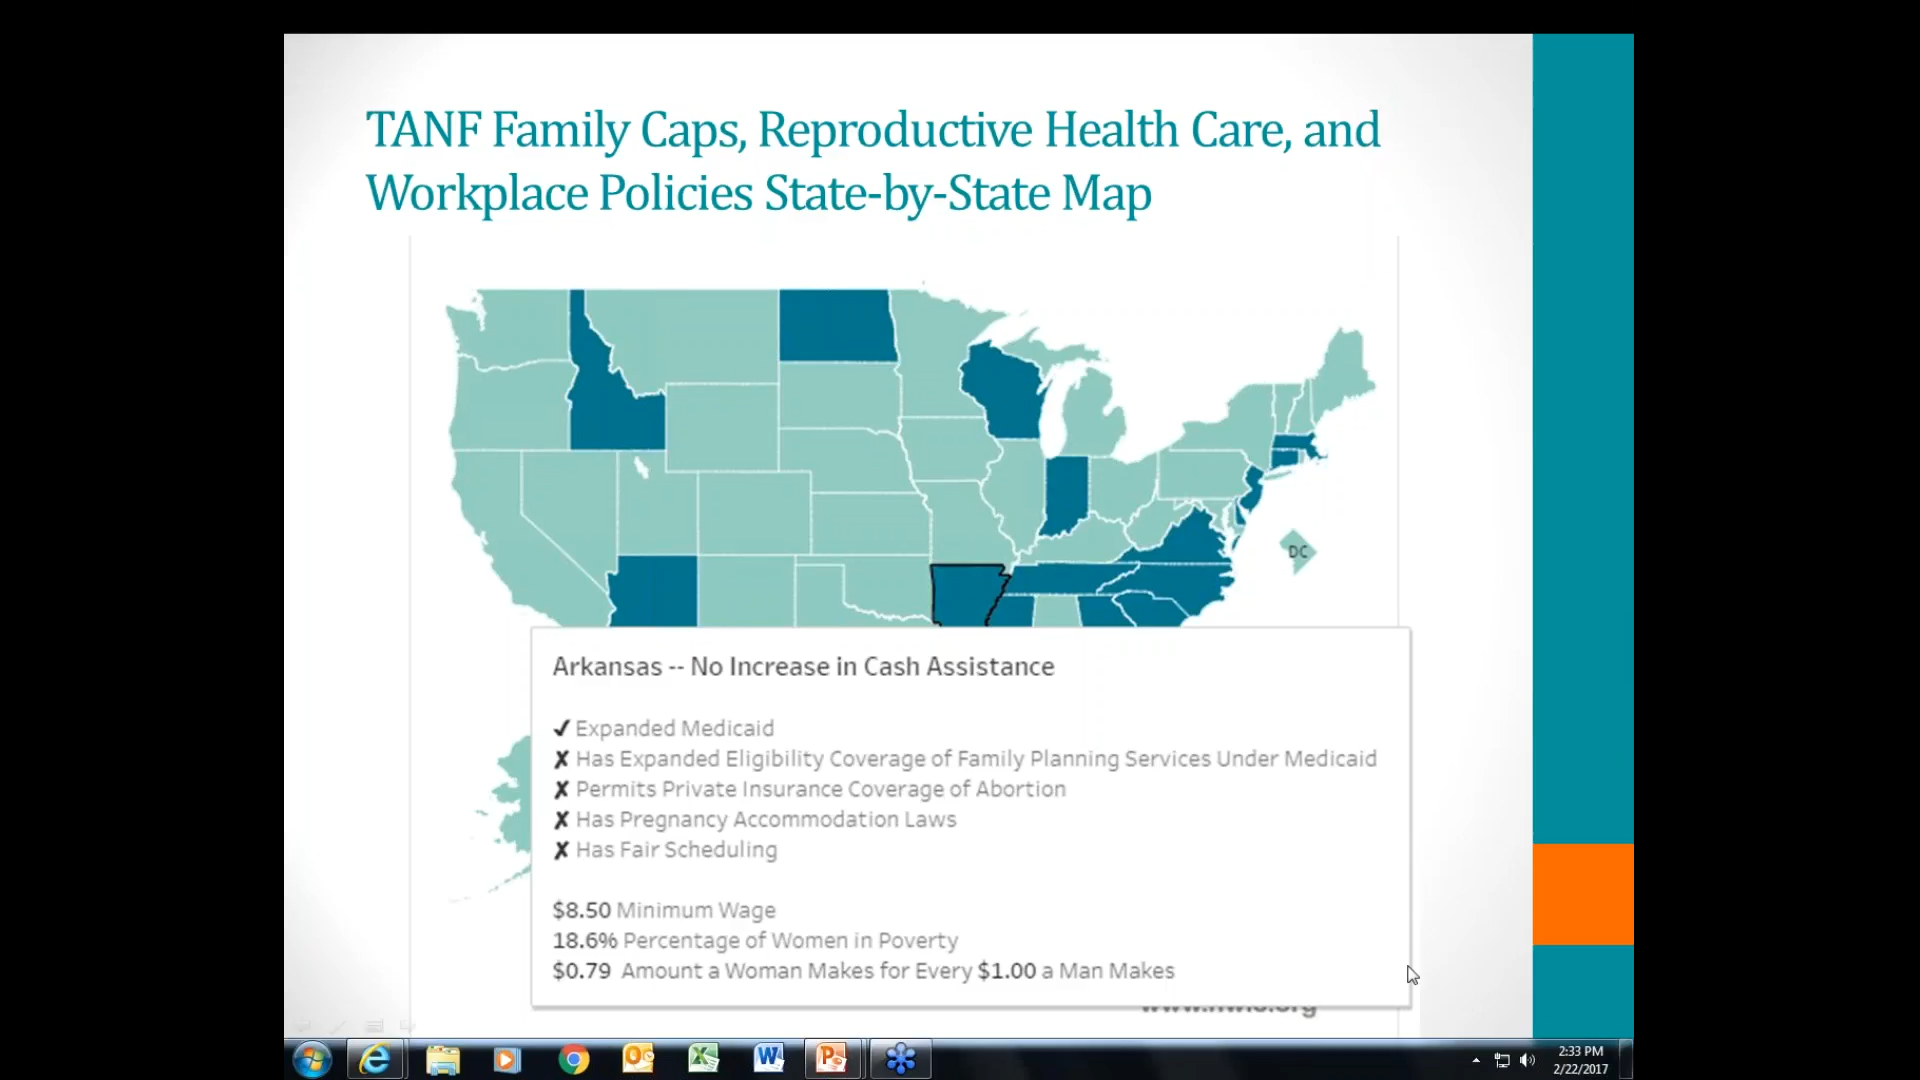 TANF Family Caps, Reproductive Health Care, and
Workplace Policies State-by-State Map
DC
Arkansas -- No Increase in Cash Assistance
✔ Expanded Medicaid
✘ Has Expanded Eligibility Coverage of Family Planning Services Under Medicaid
✘ Permits Private Insurance Coverage of Abortion
✘ Has Pregnancy Accommodation Laws
✘ Has Fair Scheduling
$8.50 Minimum Wage
18.6% Percentage of Women in Poverty
$0.79 Amount a Woman Makes for Every $1.00 a Man Makes
2:33 PM
2/22/2017